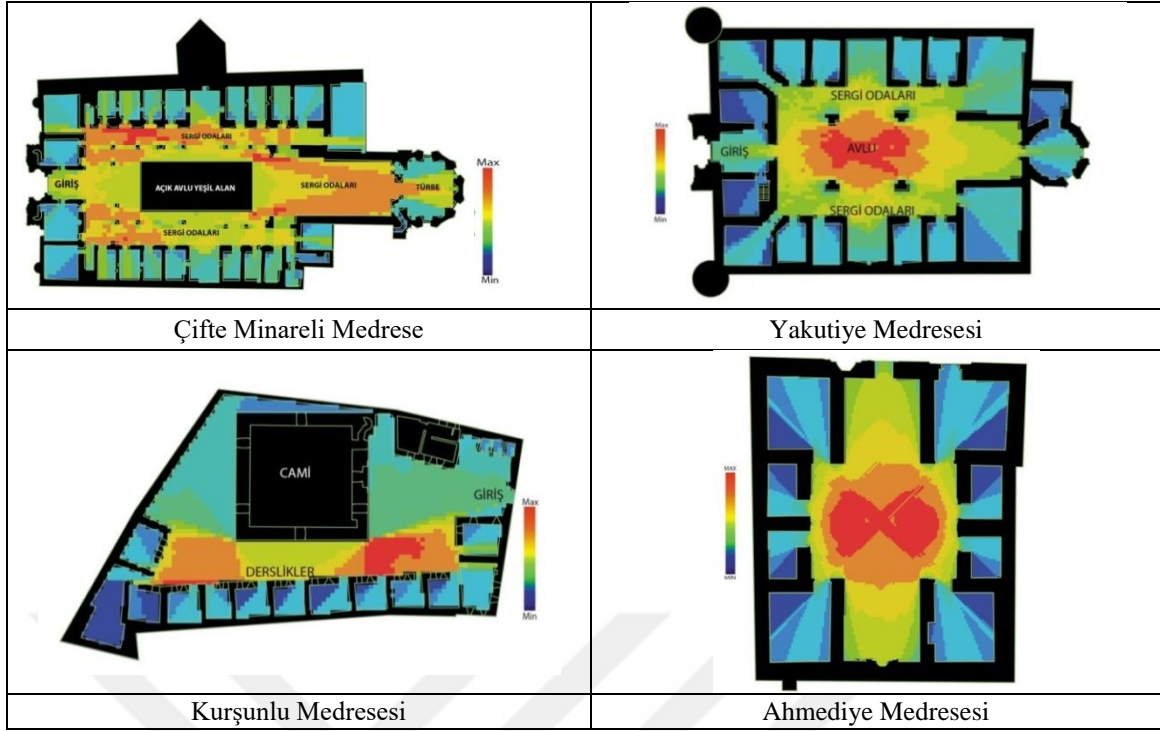 SERGİ ODALARI
GİRİŞ
AÇIK AVLU YEŞİL ALAN
SERGİ ODALARI
TÜRBE
SERGİ ODALARI
Max
Min
Çifte Minareli Medrese
SERGİ ODALARI
GİRİŞ
AVLU
SERGİ ODALARI
Max
Min
Yakutiye Medresesi
CAMİ
GİRİŞ
DERSLİKLER
Max
Min
Kurşunlu Medresesi
MAX
MIN
Ahmediye Medresesi